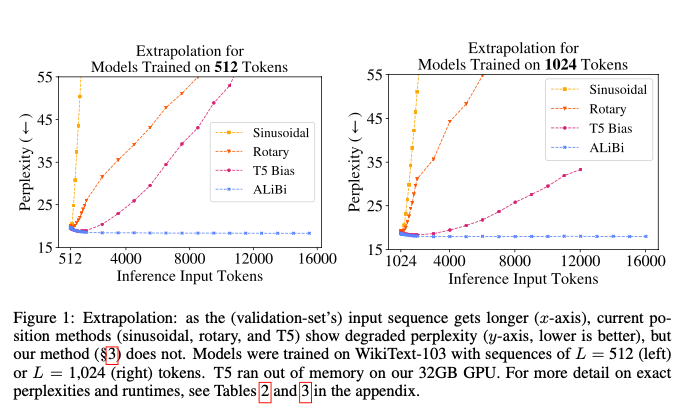 Extrapolation for
Models Trained on 512 Tokens
55
45
35
25
15
Perplexity (←)
Sinusoidal
Rotary
T5 Bias
ALiBi
512
4000
8000
12000
16000
Inference Input Tokens
Extrapolation for
Models Trained on 1024 Tokens
55
45
35
25
15
Perplexity (←)
Sinusoidal
Rotary
T5 Bias
ALiBi
1024
4000
8000
12000
16000
Inference Input Tokens
Figure 1: Extrapolation: as the (validation-set's) input sequence gets longer (x-axis), current po-
sition methods (sinusoidal, rotary, and T5) show degraded perplexity (y-axis, lower is better), but
our method (§3) does not. Models were trained on WikiText-103 with sequences of L = 512 (left)
or L = 1,024 (right) tokens. T5 ran out of memory on our 32GB GPU. For more detail on exact
perplexities and runtimes, see Tables 2 and 3 in the appendix.